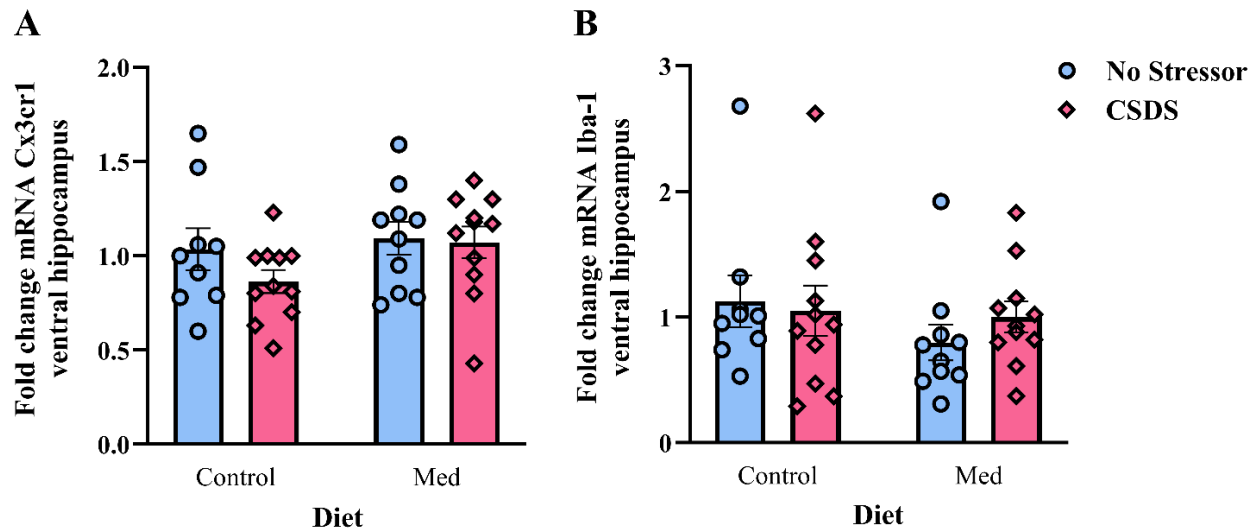 A
Fold change mRNA Cx3cr1
ventral hippocampus
2.0
1.5
1.0
0.5
0.0
Control
Med
Diet
B
Fold change mRNA Iba-1
ventral hippocampus
3
2
1
0
Control
Med
Diet
No Stressor
CSDS